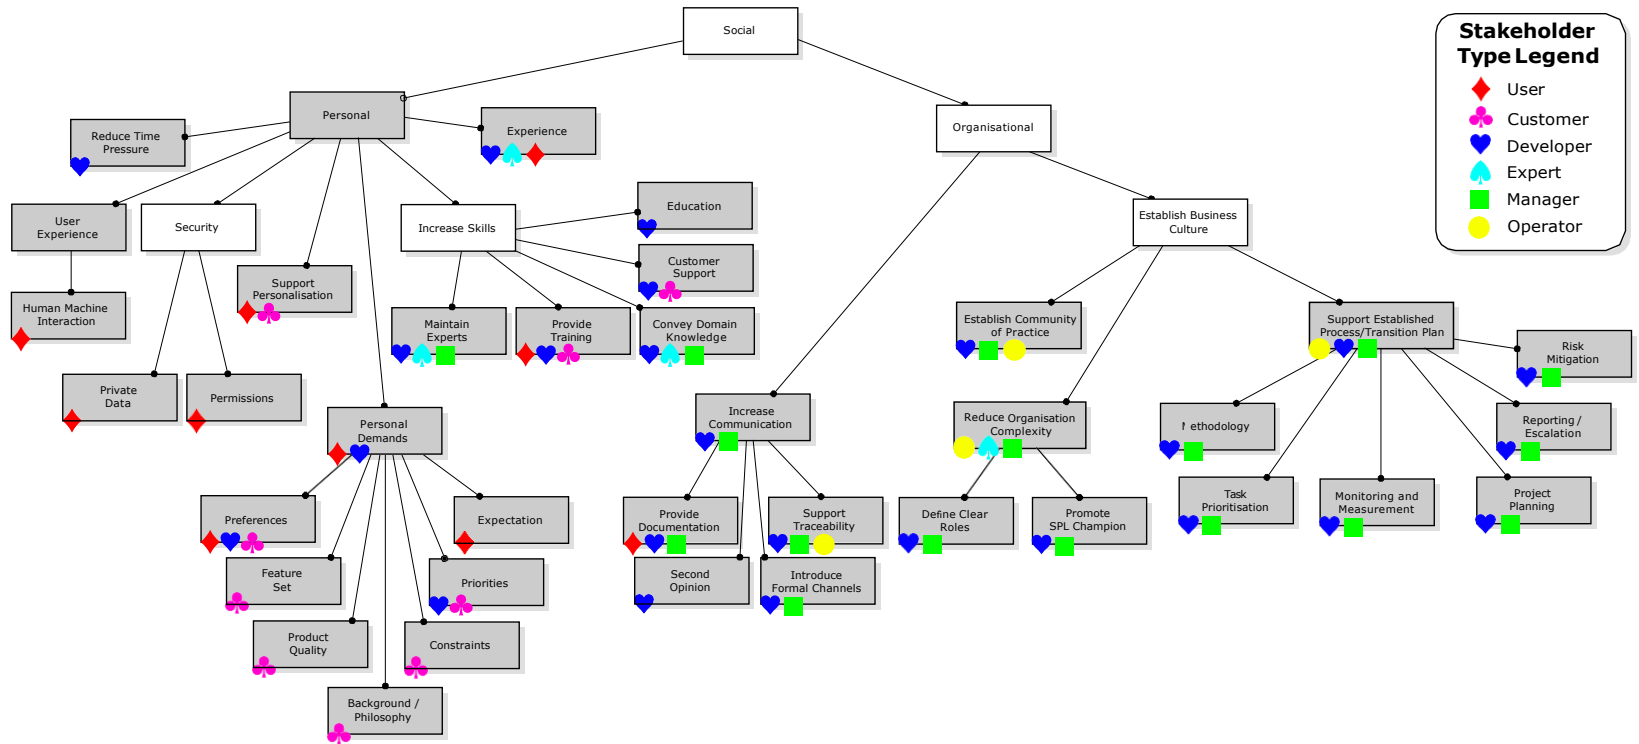 Social
Stakeholder
Type Legend
User
Customer
Developer
Expert
Manager
Operator
Personal
Organisational
Reduce Time
Pressure
Experience
User
Experience
Security
Increase Skills
Education
Establish Business
Culture
Support
Personalisation
Customer
Support
Human Machine
Interaction
Maintain
Experts
Provide
Training
Convey Domain
Knowledge
Establish Community
of Practice
Support Established
Process/Transition Plan
Risk
Mitigation
Private
Data
Permissions
Personal
Demands
Increase
Communication
Reduce Organisation
Complexity
Methodology
Reporting /
Escalation
Preferences
Expectation
Provide
Documentation
Support
Traceability
Define Clear
Roles
Promote
SPL Champion
Task
Prioritisation
Monitoring and
Measurement
Project
Planning
Feature
Set
Priorities
Second
Opinion
Introduce
Formal Channels
Product
Quality
Constraints
Background /
Philosophy